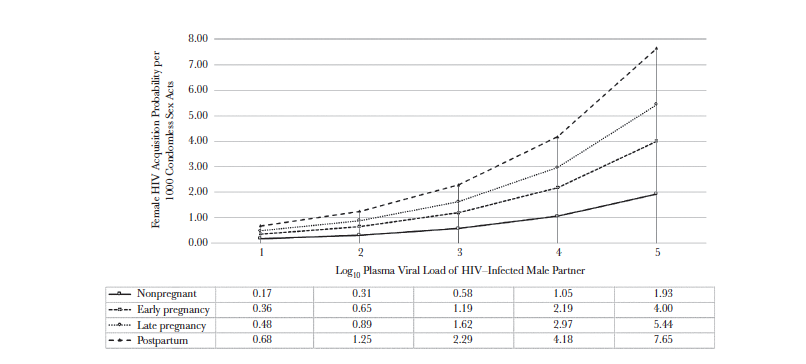 Female HIV Acquisition Probability per
1000 Condomless Sex Acts
8.00
7.00
6.00
5.00
4.00
3.00
2.00
1.00
0.00
1 2 3 4 5
Log10 Plasma Viral Load of HIV–Infected Male Partner
Nonpregnant 0.17 0.31 0.58 1.05 1.93
Early pregnancy 0.36 0.65 1.19 2.19 4.00
Late pregnancy 0.48 0.89 1.62 2.97 5.44
Postpartum 0.68 1.25 2.29 4.18 7.65